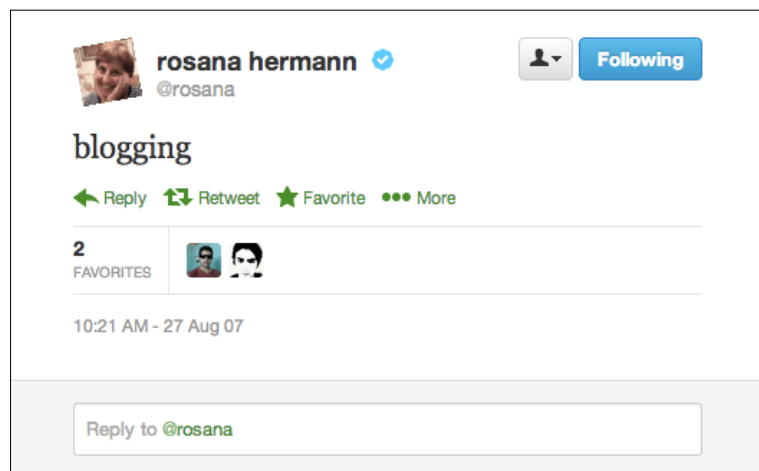 rosana hermann
@rosana
Following
blogging
Reply Retweet Favorite More
2
FAVORITES
10:21 AM - 27 Aug 07
Reply to @rosana